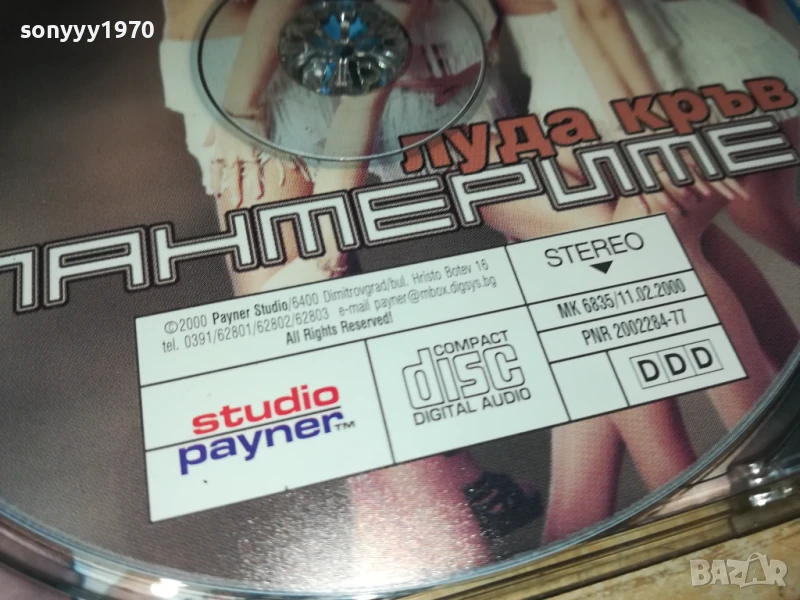 sonyyy1970
луда кръв
ПАНТЕРИТЕ
©2000 Payner Studio/6400 Dimitrovgrad/bul. Hristo Botev 16
tel. 0391/62801/62802/62803 e-mail payner@mbox.digsys.bg
All Rights Reserved!
STEREO
MK 6835/11.02.2000
PNR 2002284-77
studio
payner™
COMPACT
disc
DIGITAL AUDIO
DDD
BAZAR